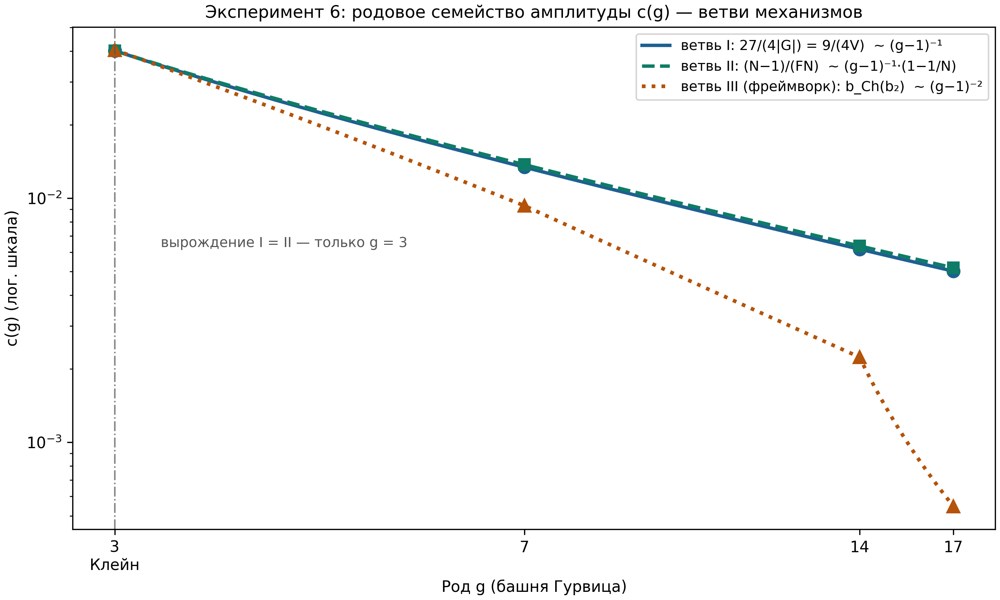 Эксперимент 6: родовое семейство амплитуды c(g) — ветви механизмов
ветвь I: 27/(4|G|) = 9/(4V)  ~ (g−1)⁻¹
ветвь II: (N−1)/(FN)  ~ (g−1)⁻¹·(1−1/N)
ветвь III (фреймворк): b_Ch(b₂)  ~ (g−1)⁻²
c(g) (лог. шкала)
10⁻²
10⁻³
вырождение I = II — только g = 3
3
Клейн
7
14
17
Род g (башня Гурвица)